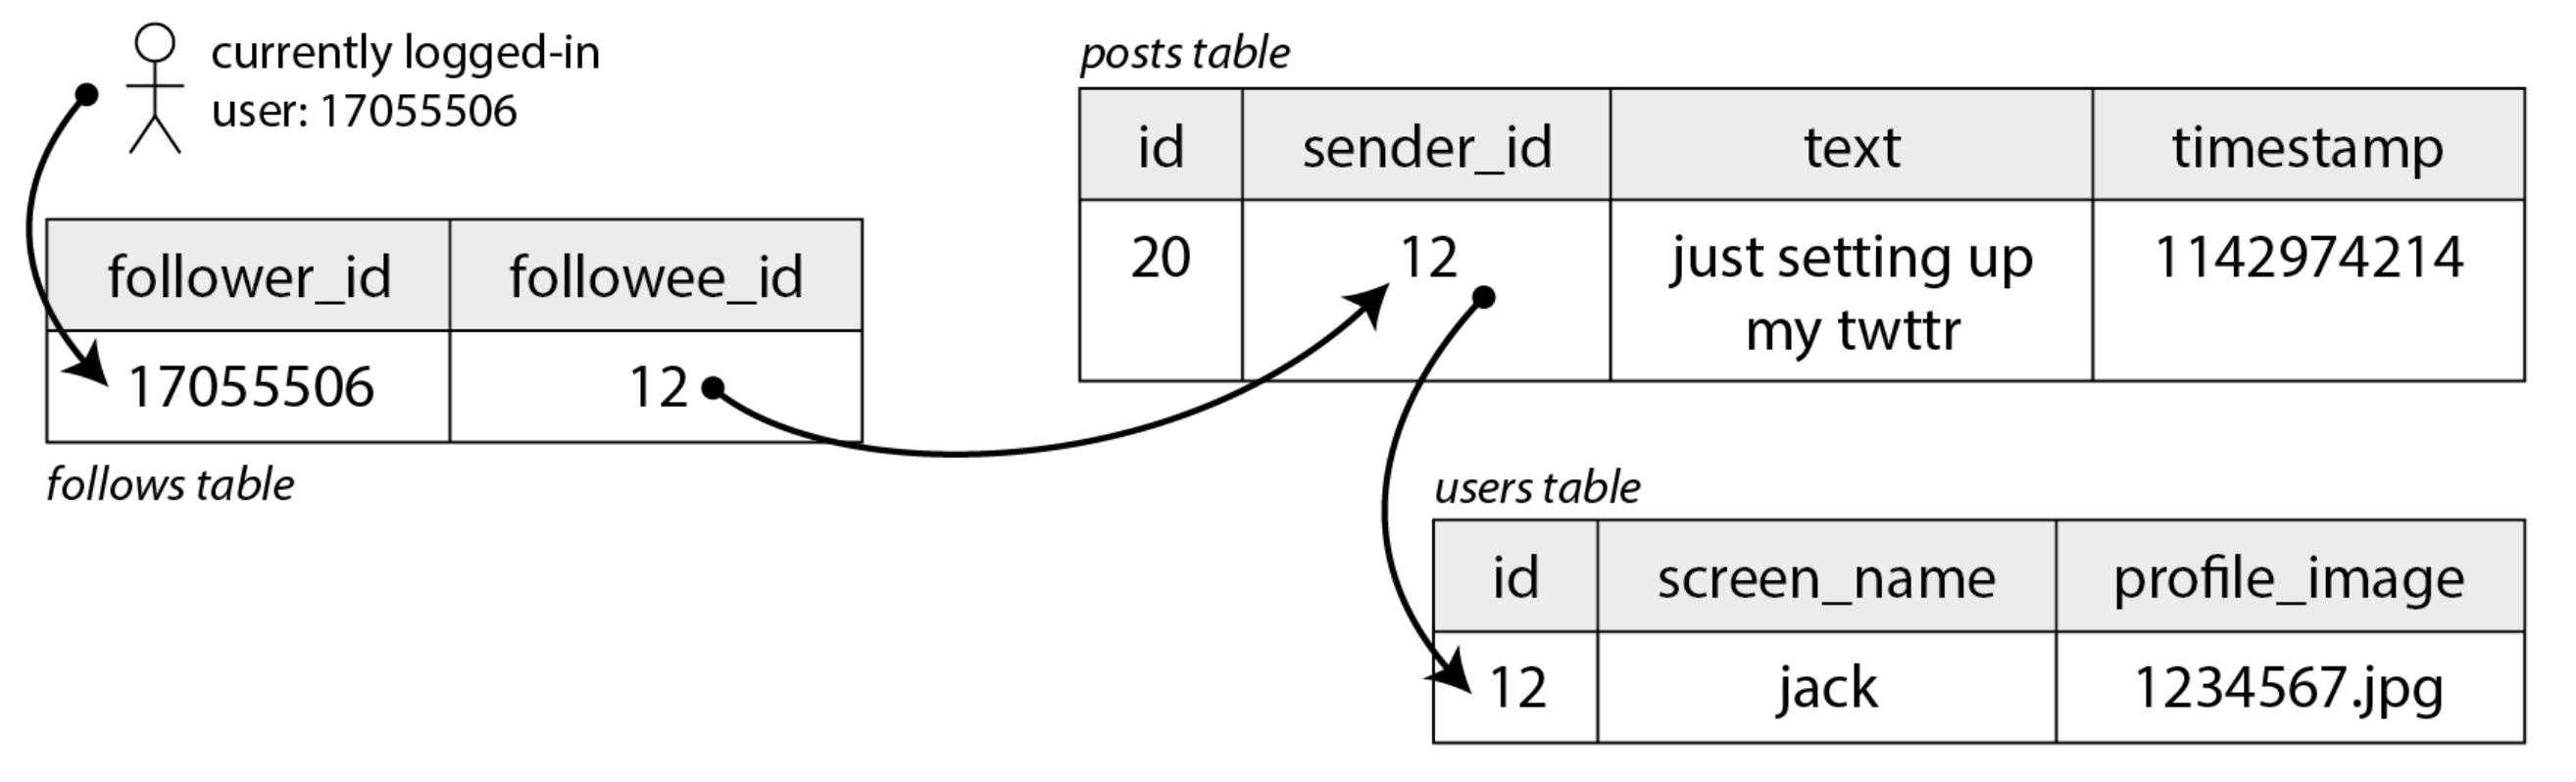 currently logged-in
user: 17055506
follower_id followee_id
17055506 12
follows table
posts table
id sender_id text timestamp
20 12 just setting up 1142974214
my twttr
users table
id screen_name profile_image
12 jack 1234567.jpg